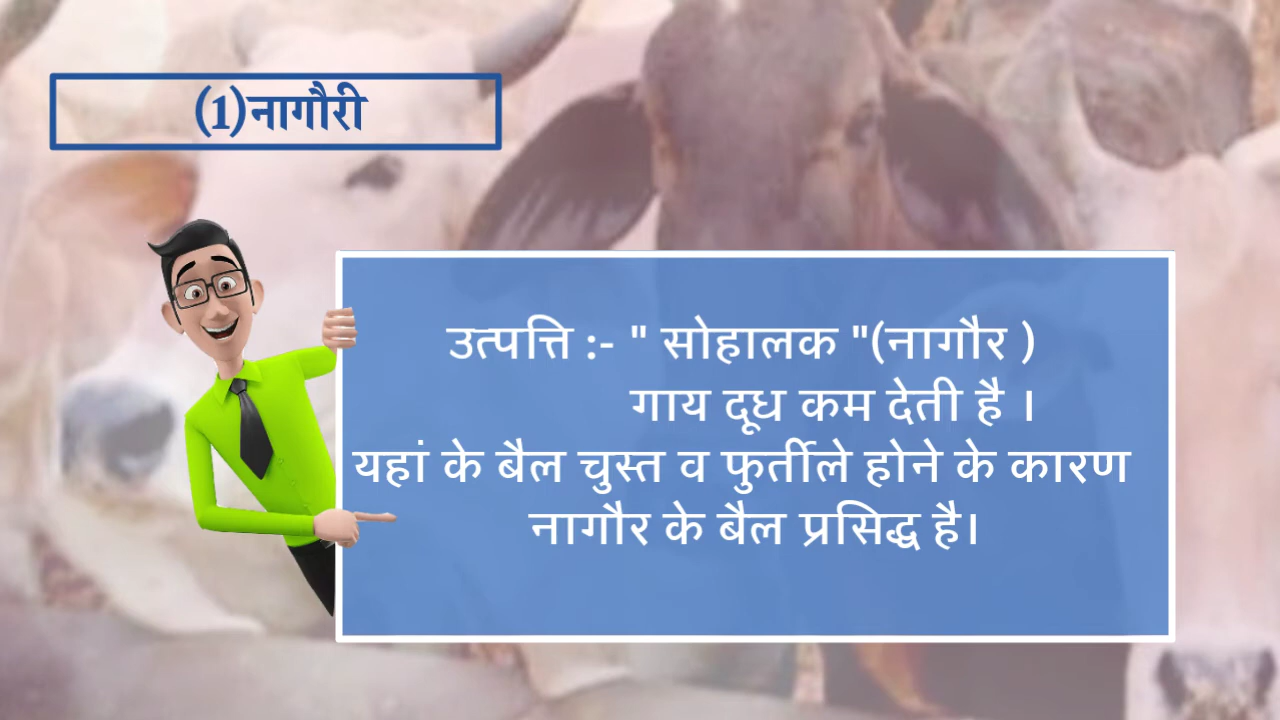 (1)नागौरी
उत्पत्ति :- " सोहालक "(नागौर )
गाय दूध कम देती है ।
यहां के बैल चुस्त व फुर्तीले होने के कारण
नागौर के बैल प्रसिद्ध है।